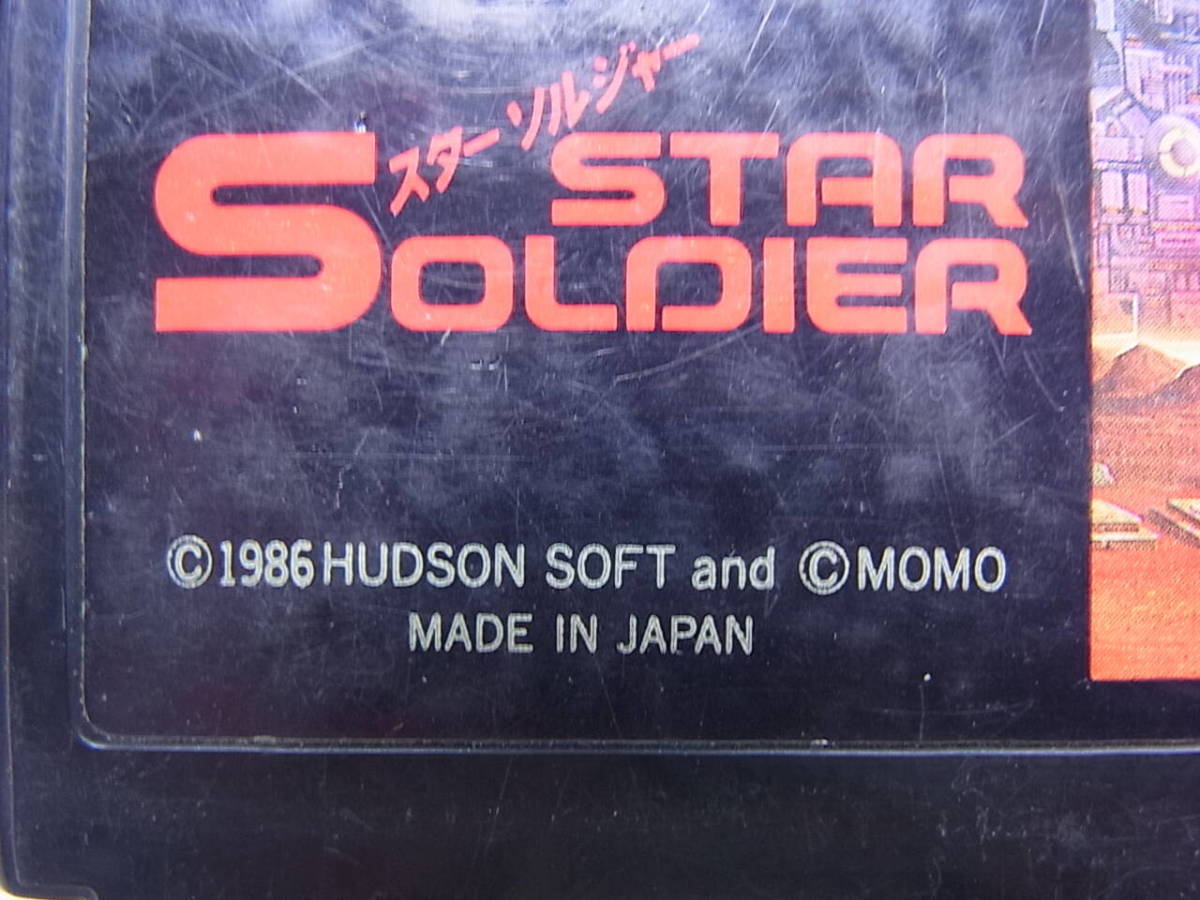 スターソルジャー
STAR
SOLDIER
©1986 HUDSON SOFT and ©MOMO
MADE IN JAPAN